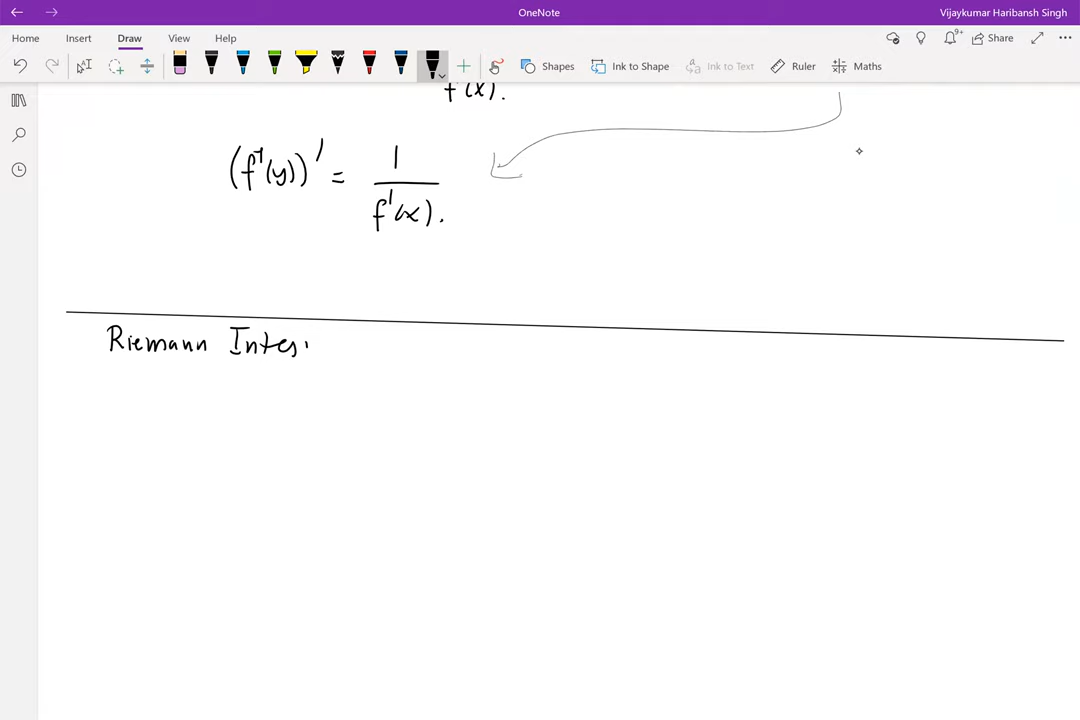 OneNote
Vijaykumar Haribansh Singh
Home Insert Draw View Help
9+
Share
Shapes Ink to Shape Ink to Text Ruler Maths
f'(x).
(f⁻¹(y))' = 1
f'(x).
Riemann Integ